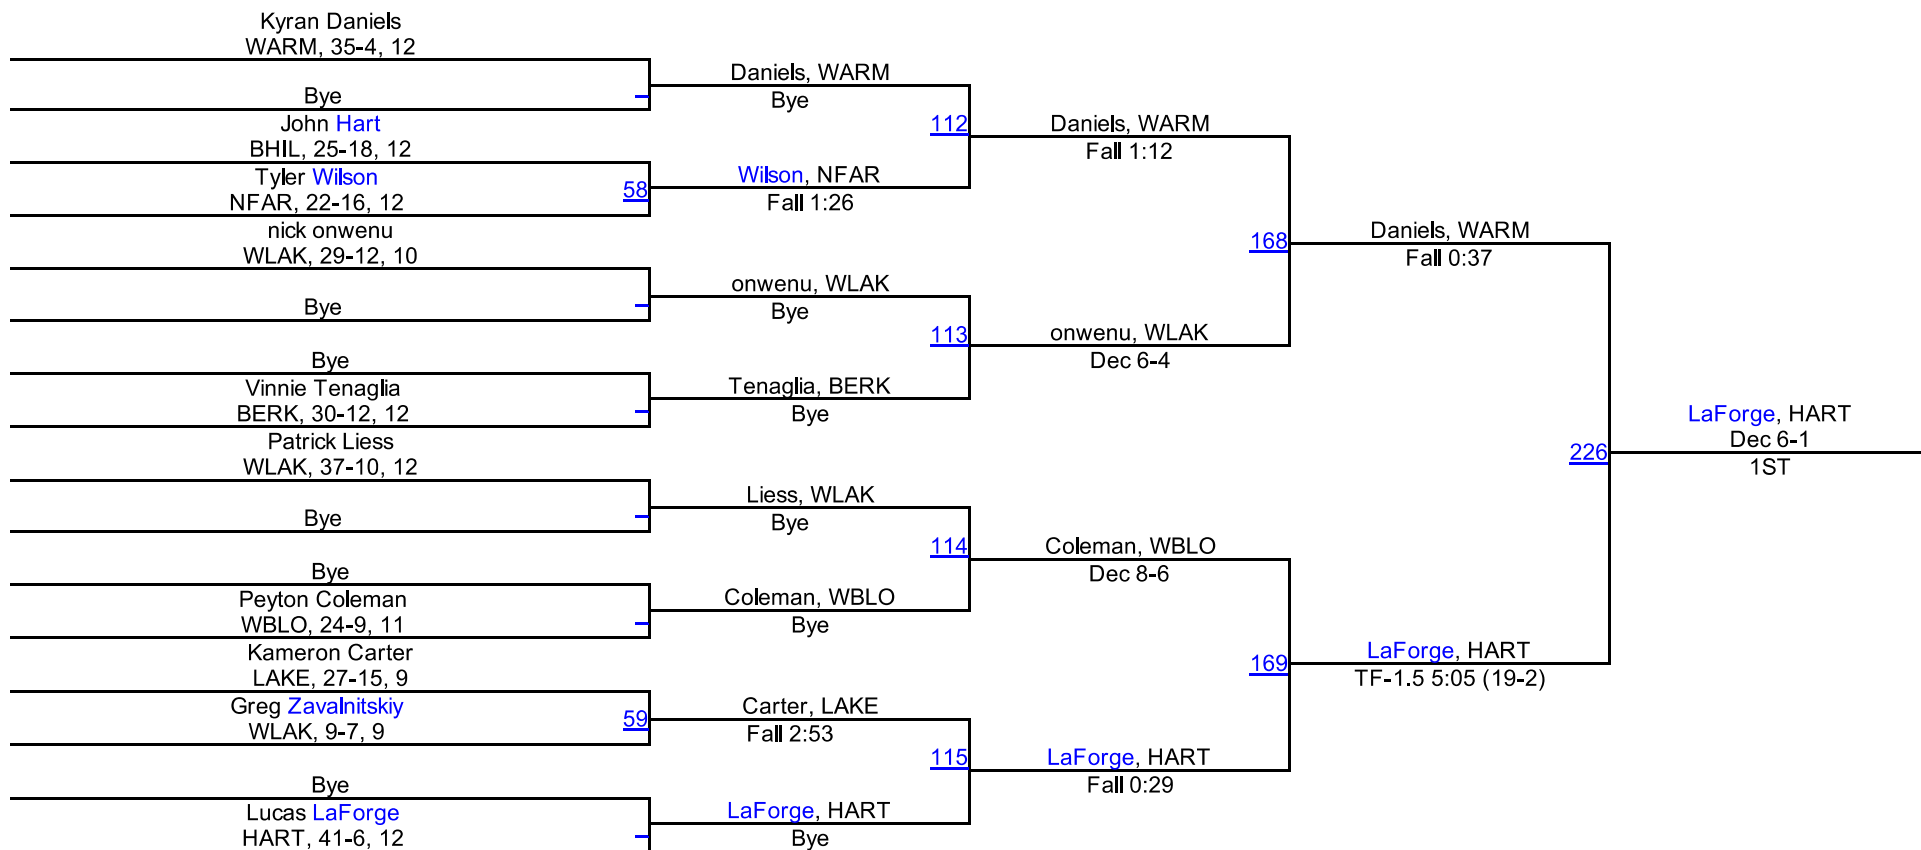 Kyran Daniels
WARM, 35-4, 12
Bye
John Hart
BHIL, 25-18, 12
Tyler Wilson
NFAR, 22-16, 12
nick onwenu
WLAK, 29-12, 10
Bye
Bye
Vinnie Tenaglia
BERK, 30-12, 12
Patrick Liess
WLAK, 37-10, 12
Bye
Bye
Peyton Coleman
WBLO, 24-9, 11
Kameron Carter
LAKE, 27-15, 9
Greg Zavalnitskiy
WLAK, 9-7, 9
Bye
Lucas LaForge
HART, 41-6, 12
58
59
Daniels, WARM
Bye
Wilson, NFAR
Fall 1:26
onwenu, WLAK
Bye
Tenaglia, BERK
Bye
Liess, WLAK
Bye
Coleman, WBLO
Bye
Carter, LAKE
Fall 2:53
LaForge, HART
Bye
112
113
114
115
Daniels, WARM
Fall 1:12
onwenu, WLAK
Dec 6-4
Coleman, WBLO
Dec 8-6
LaForge, HART
Fall 0:29
168
169
Daniels, WARM
Fall 0:37
LaForge, HART
TF-1.5 5:05 (19-2)
226
LaForge, HART
Dec 6-1
1ST